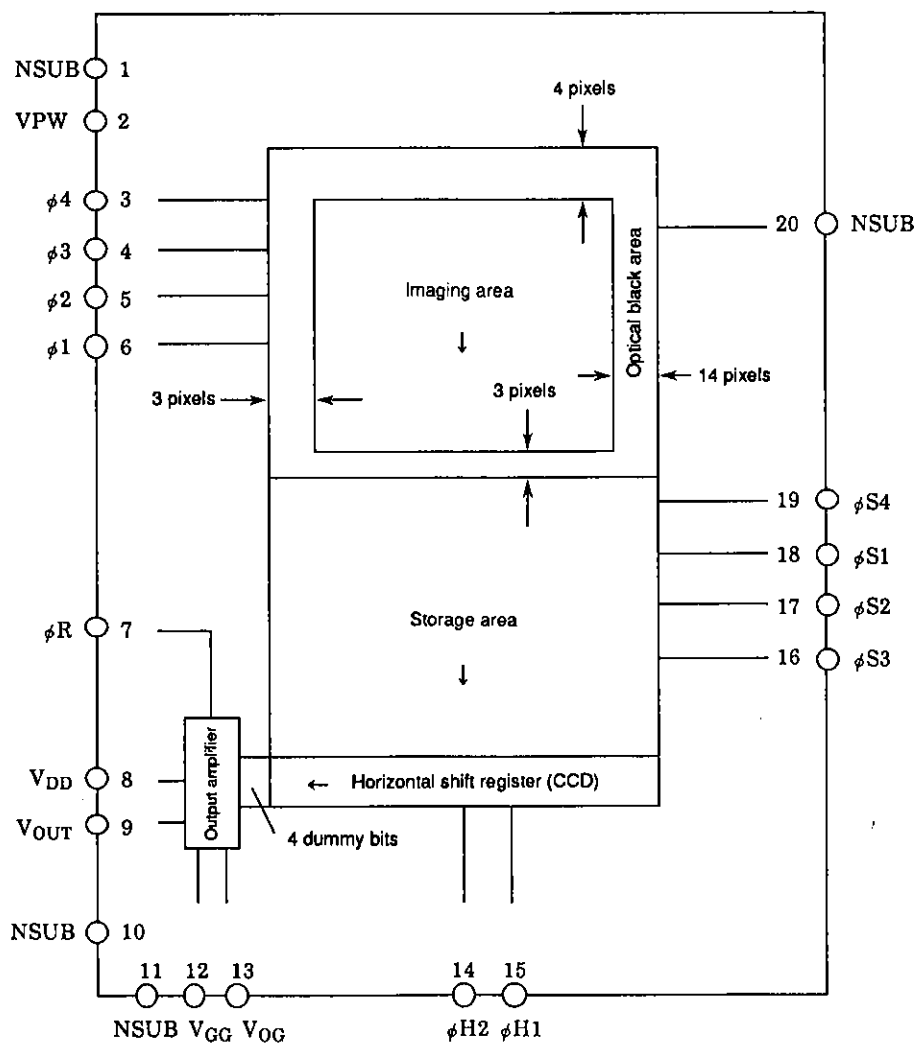 NSUB 1
VPW 2
4 pixels
ϕ4 3
ϕ3 4
ϕ2 5
ϕ1 6
20 NSUB
Imaging area
Optical black area
3 pixels
3 pixels
14 pixels
19 ϕS4
18 ϕS1
17 ϕS2
16 ϕS3
ϕR 7
Storage area
Output amplifier
VDD 8
VOUT 9
← Horizontal shift register (CCD)
4 dummy bits
NSUB 10
11 12 13 14 15
NSUB VGG VOG ϕH2 ϕH1